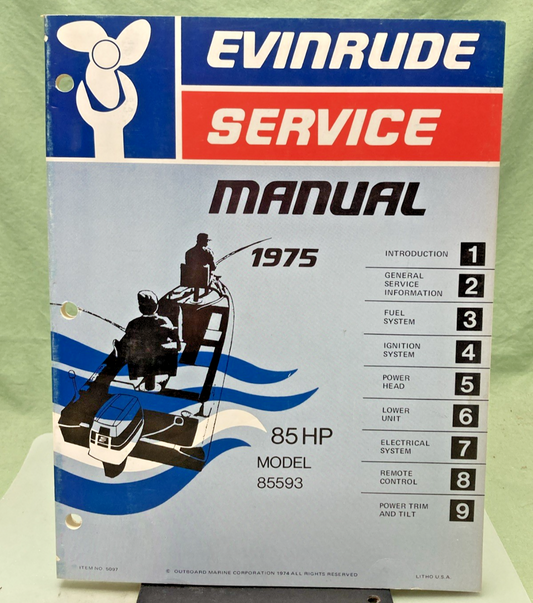 EVINRUDE
SERVICE
MANUAL
1975
INTRODUCTION 1
GENERAL
SERVICE
INFORMATION 2
FUEL
SYSTEM 3
IGNITION
SYSTEM 4
POWER
HEAD 5
LOWER
UNIT 6
ELECTRICAL
SYSTEM 7
REMOTE
CONTROL 8
POWER TRIM
AND TILT 9
85 HP
MODEL
85593
ITEM NO.
© OUTBOARD MARINE CORPORATION 1974 ALL RIGHTS RESERVED
LITHO U.S.A.